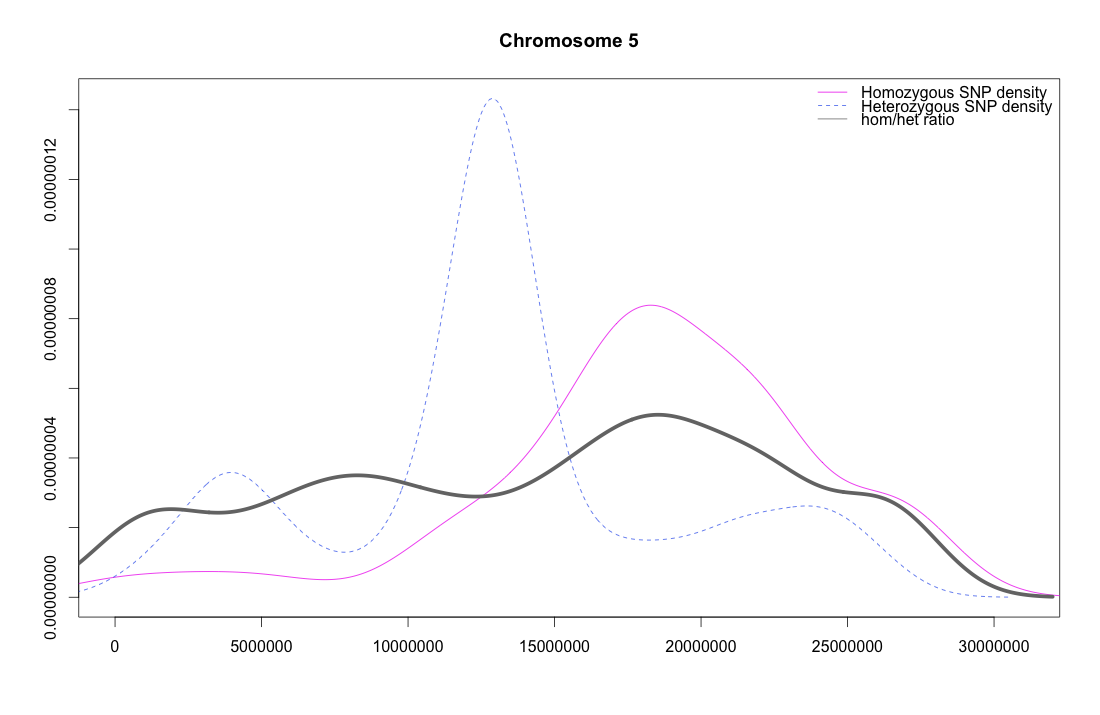 Chromosome 5
Homozygous SNP density
Heterozygous SNP density
hom/het ratio
0.00000012
0.00000008
0.00000004
0.00000000
0 5000000 10000000 15000000 20000000 25000000 30000000